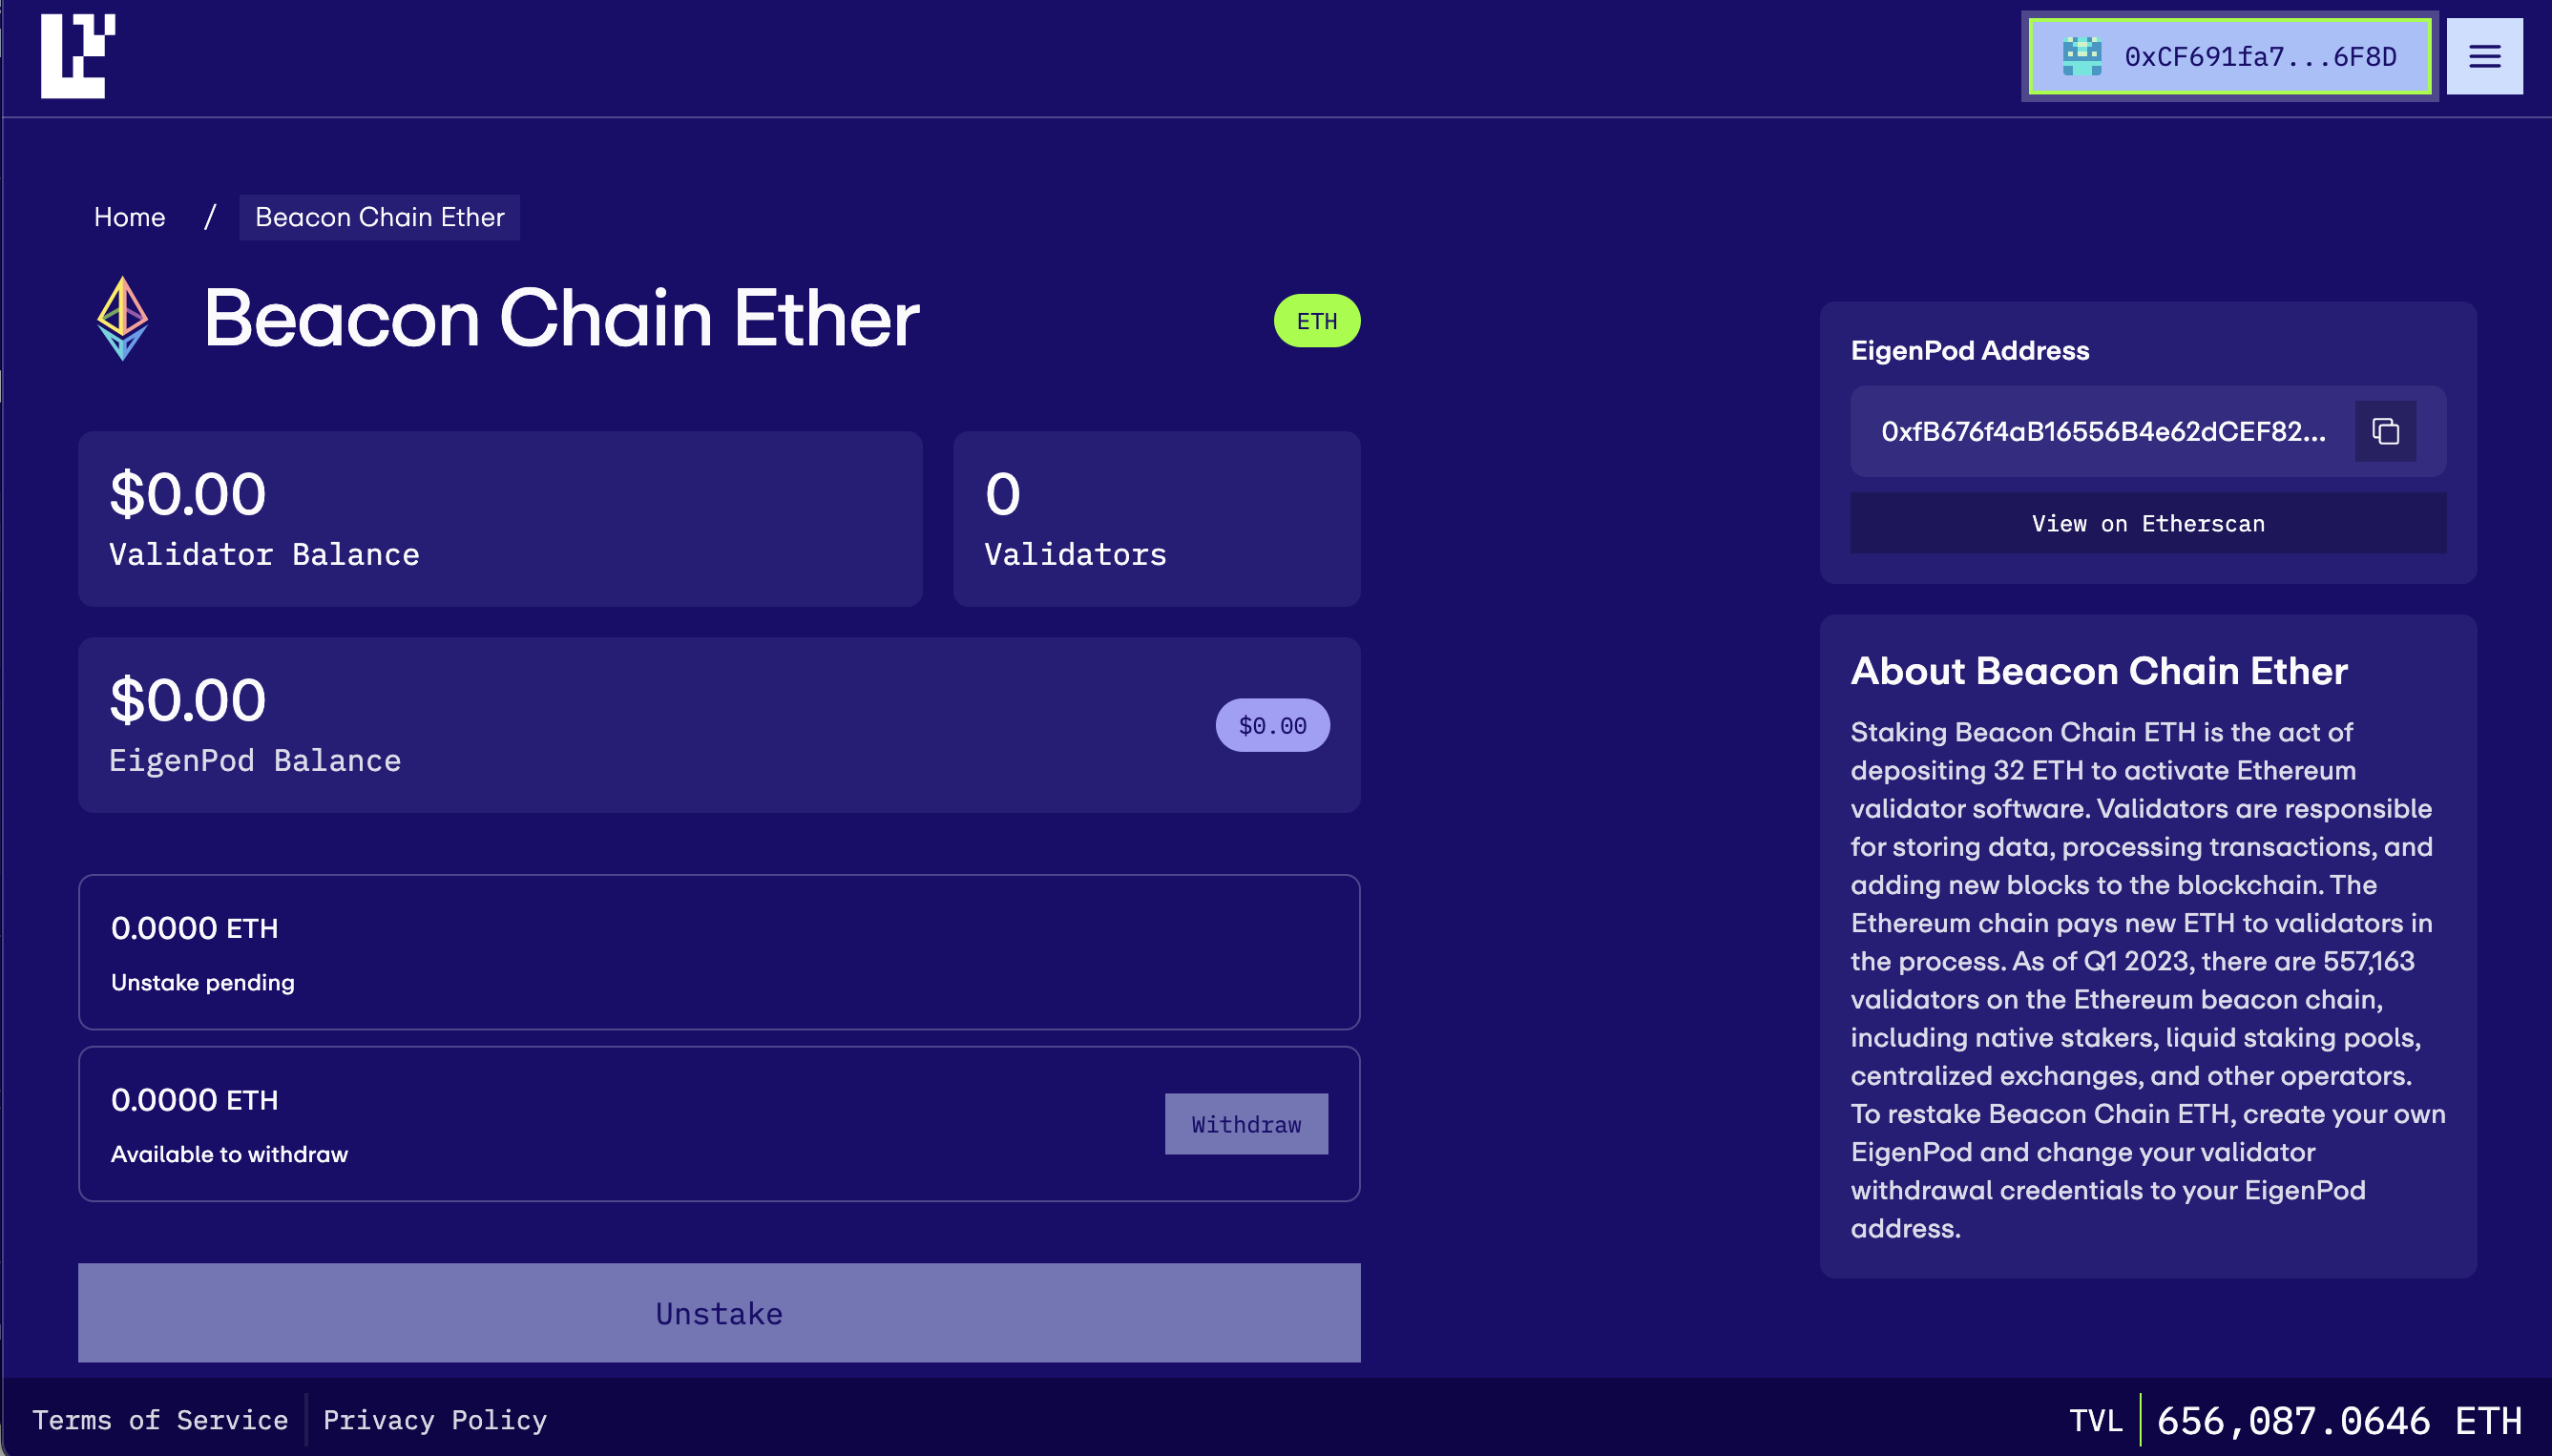 0xCF691fa7...6F8D
Home / Beacon Chain Ether
Beacon Chain Ether
ETH
$0.00
Validator Balance
0
Validators
$0.00
EigenPod Balance
$0.00
0.0000 ETH
Unstake pending
0.0000 ETH
Available to withdraw
Withdraw
Unstake
EigenPod Address
0xfB676f4aB16556B4e62dCEF82...
View on Etherscan
About Beacon Chain Ether
Staking Beacon Chain ETH is the act of
depositing 32 ETH to activate Ethereum
validator software. Validators are responsible
for storing data, processing transactions, and
adding new blocks to the blockchain. The
Ethereum chain pays new ETH to validators in
the process. As of Q1 2023, there are 557,163
validators on the Ethereum beacon chain,
including native stakers, liquid staking pools,
centralized exchanges, and other operators.
To restake Beacon Chain ETH, create your own
EigenPod and change your validator
withdrawal credentials to your EigenPod
address.
Terms of Service
Privacy Policy
TVL
656,087.0646 ETH